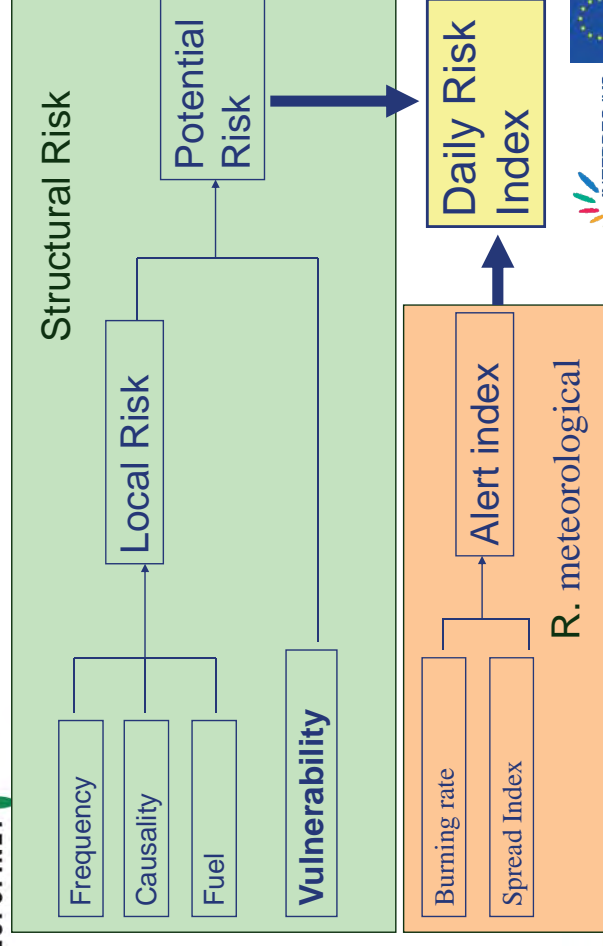 Structural Risk
Frequency
Causality
Fuel
Vulnerability
Local Risk
Potential
Risk
Burning rate
Spread Index
Alert index
R. meteorological
Daily Risk
Index